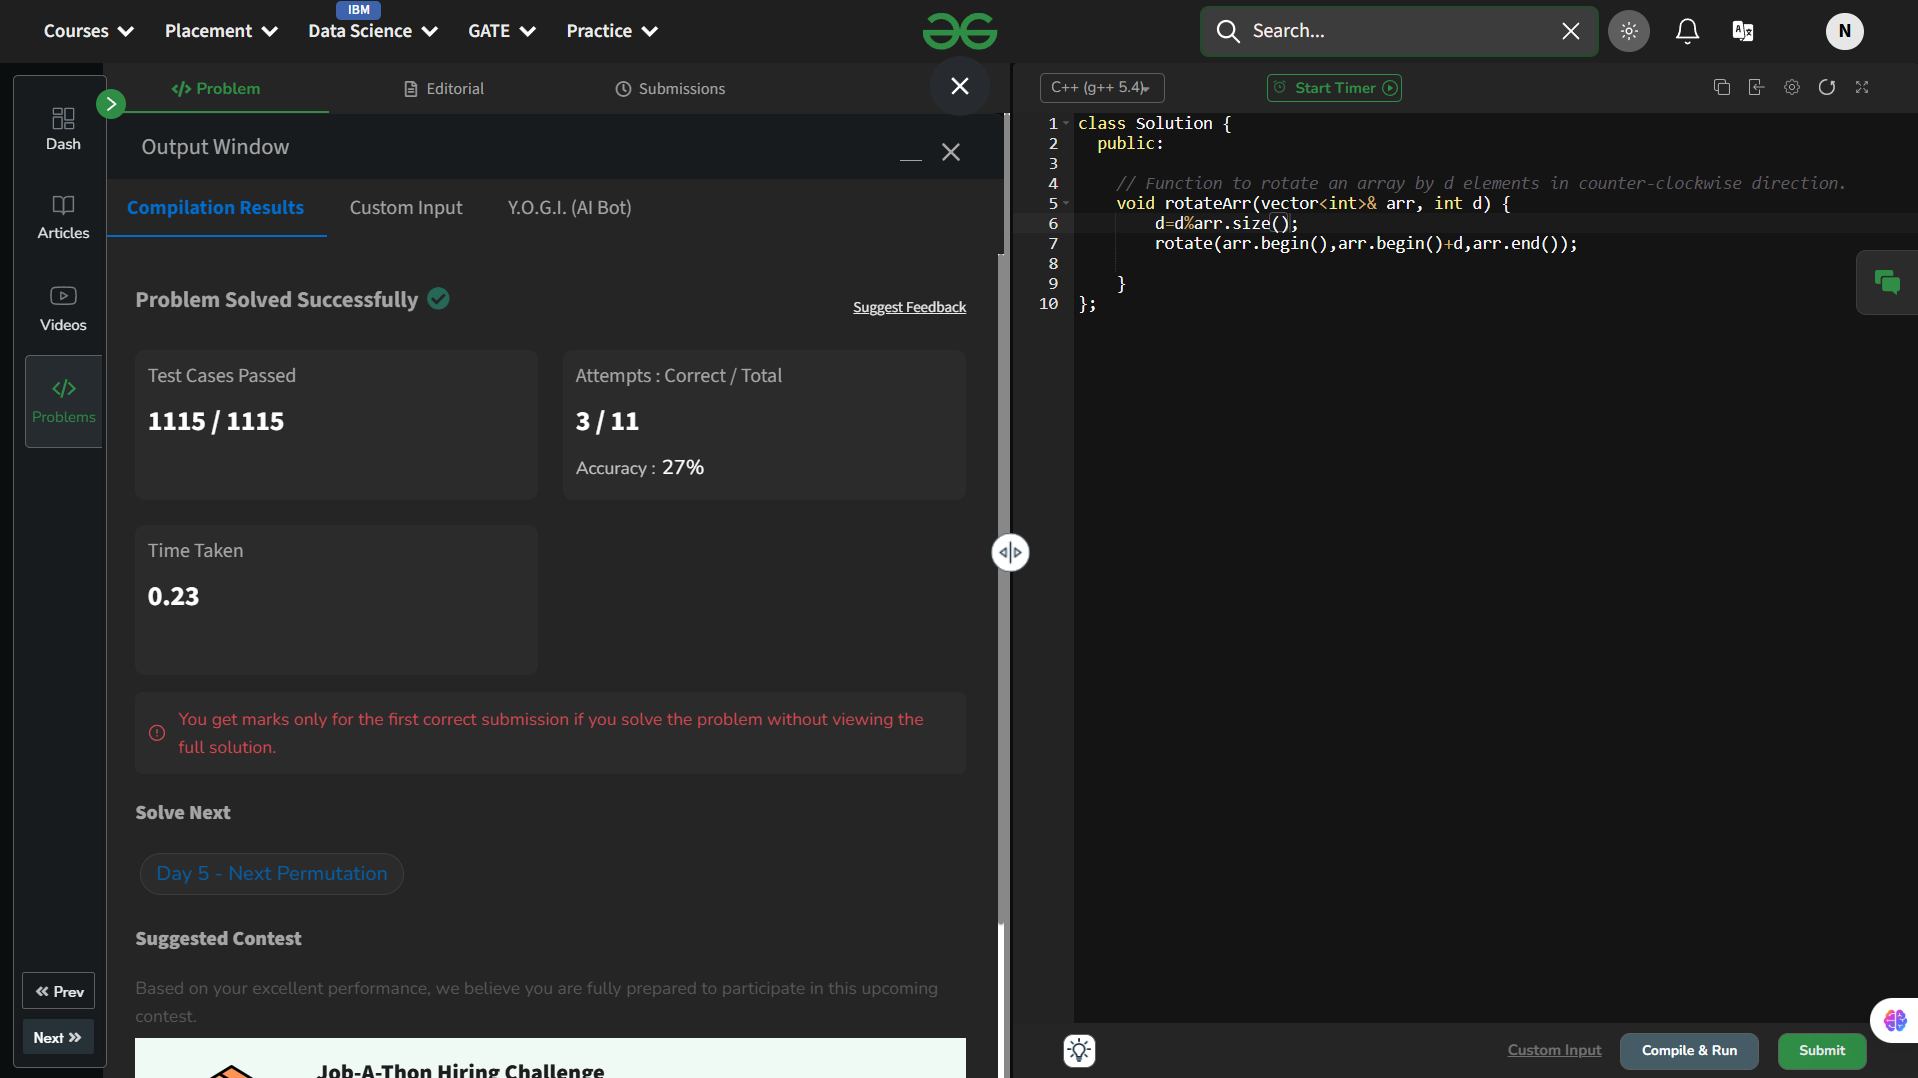 IBM
Courses
Placement
Data Science
GATE
Practice
Search...
N
Dash
Articles
Videos
Problems
Prev
Next
Problem
Editorial
Submissions
Output Window
Compilation Results
Custom Input
Y.O.G.I. (AI Bot)
Problem Solved Successfully
Suggest Feedback
Test Cases Passed
1115 / 1115
Attempts : Correct / Total
3 / 11
Accuracy : 27%
Time Taken
0.23
You get marks only for the first correct submission if you solve the problem without viewing the
full solution.
Solve Next
Day 5 - Next Permutation
Suggested Contest
Based on your excellent performance, we believe you are fully prepared to participate in this upcoming
contest.
Job-A-Thon Hiring Challenge
C++ (g++ 5.4)
Start Timer
1 class Solution {
2 public:
3
4 // Function to rotate an array by d elements in counter-clockwise direction.
5 void rotateArr(vector<int>& arr, int d) {
6 d=d%arr.size();
7 rotate(arr.begin(),arr.begin()+d,arr.end());
8
9 }
10 };
Custom Input
Compile & Run
Submit